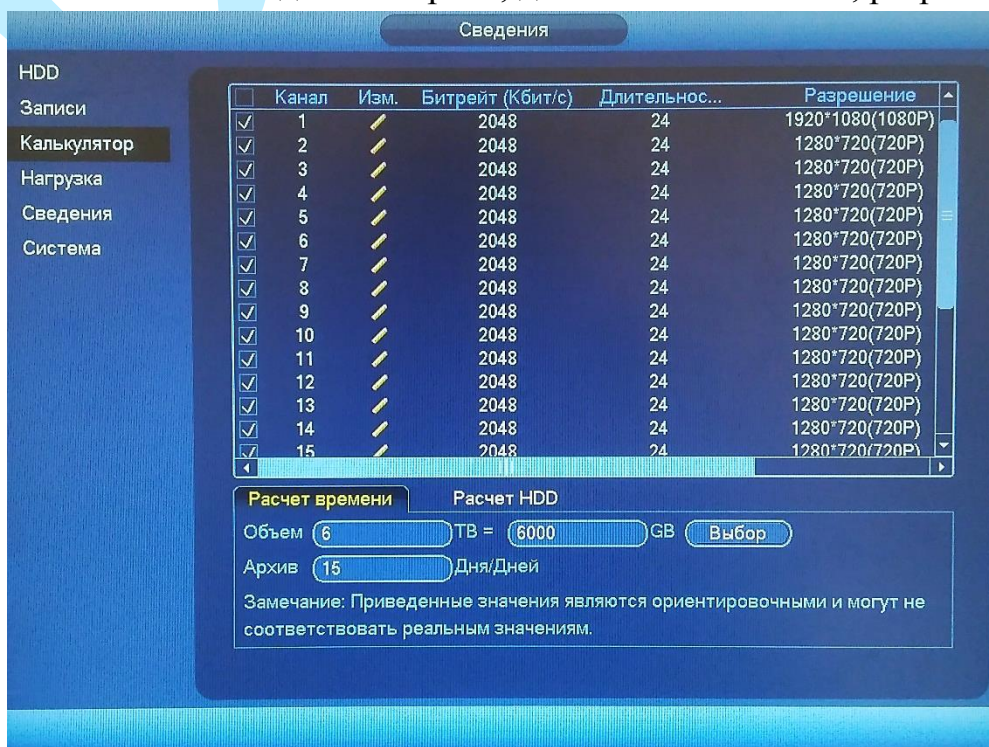 Сведения
HDD
Записи
Калькулятор
Нагрузка
Сведения
Система
Канал Изм. Битрейт (Кбит/с) Длительнос... Разрешение
1 2048 24 1920*1080(1080P)
2 2048 24 1280*720(720P)
3 2048 24 1280*720(720P)
4 2048 24 1280*720(720P)
5 2048 24 1280*720(720P)
6 2048 24 1280*720(720P)
7 2048 24 1280*720(720P)
8 2048 24 1280*720(720P)
9 2048 24 1280*720(720P)
10 2048 24 1280*720(720P)
11 2048 24 1280*720(720P)
12 2048 24 1280*720(720P)
13 2048 24 1280*720(720P)
14 2048 24 1280*720(720P)
15 2048 24 1280*720(720P)
Расчет времени Расчет HDD
Объем 6 TB = 6000 GB Выбор
Архив 15 Дня/Дней
Замечание: Приведенные значения являются ориентировочными и могут не
соответствовать реальным значениям.